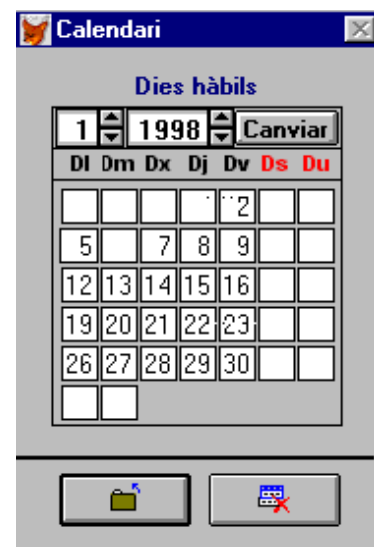 Calendari
Dies hàbils
1 1998 Canviar
Dl Dm Dx Dj Dv Ds Du
2
5 7 8 9
12 13 14 15 16
19 20 21 22 23
26 27 28 29 30